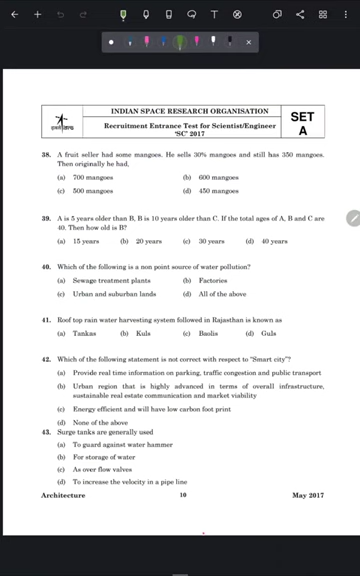 INDIAN SPACE RESEARCH ORGANISATION
Recruitment Entrance Test for Scientist/Engineer
'SC' 2017
SET
A
38. A fruit seller had some mangoes. He sells 30% mangoes and still has 350 mangoes.
Then originally he had,
(a) 700 mangoes (b) 600 mangoes
(c) 500 mangoes (d) 450 mangoes
39. A is 5 years older than B, B is 10 years older than C. If the total ages of A, B and C are
40. Then how old is B?
(a) 15 years (b) 20 years (c) 30 years (d) 40 years
40. Which of the following is a non point source of water pollution?
(a) Sewage treatment plants (b) Factories
(c) Urban and suburban lands (d) All of the above
41. Roof top rain water harvesting system followed in Rajasthan is known as
(a) Tankas (b) Kuls (c) Baolis (d) Guls
42. Which of the following statement is not correct with respect to "Smart city"?
(a) Provide real time information on parking, traffic congestion and public transport
(b) Urban region that is highly advanced in terms of overall infrastructure,
sustainable real estate communication and market viability
(c) Energy efficient and will have low carbon foot print
(d) None of the above
43. Surge tanks are generally used
(a) To guard against water hammer
(b) For storage of water
(c) As over flow valves
(d) To increase the velocity in a pipe line
Architecture 10 May 2017